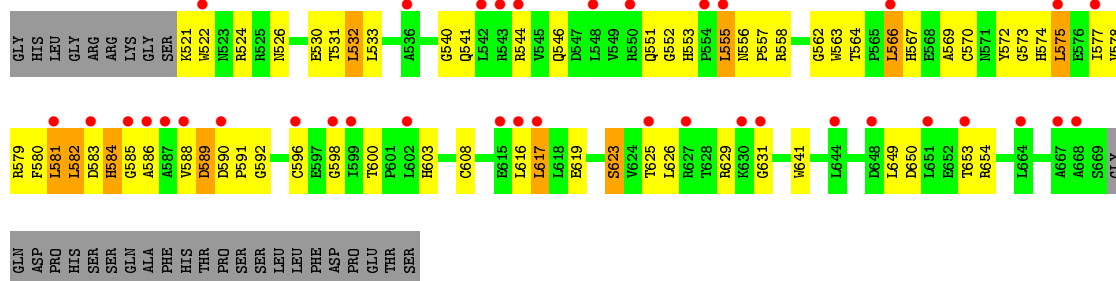 GLY HIS LEU GLY ARG ARG LYS GLY SER K521 W522 N523 R524 R525 N526 E530 T531 L532 L533 A536 G540 Q541 L542 R543 R544 V545 Q546 D547 L548 V549 R550 Q551 G552 H553 P554 L555 N556 P557 R558 G562 W563 T564 P565 L566 H567 E568 A569 C570 N571 Y572 G573 H574 L575 E576 I577 V578
R579 F580 L581 L582 D583 H584 G585 A586 A587 V588 D589 D590 P591 G592 C596 E597 G598 I599 T600 P601 L602 H603 C608 E615 L616 L617 L618 E619 S623 V624 T625 L626 R627 T628 R629 K630 G631 W641 L644 D648 L649 D650 L651 E652 T653 R654 L664 A667 A668 S669 GLY
GLN ASP PRO HIS SER SER GLN ALA PHE HIS THR PRO SER SER LEU LEU PHE ASP PRO GLU THR SER